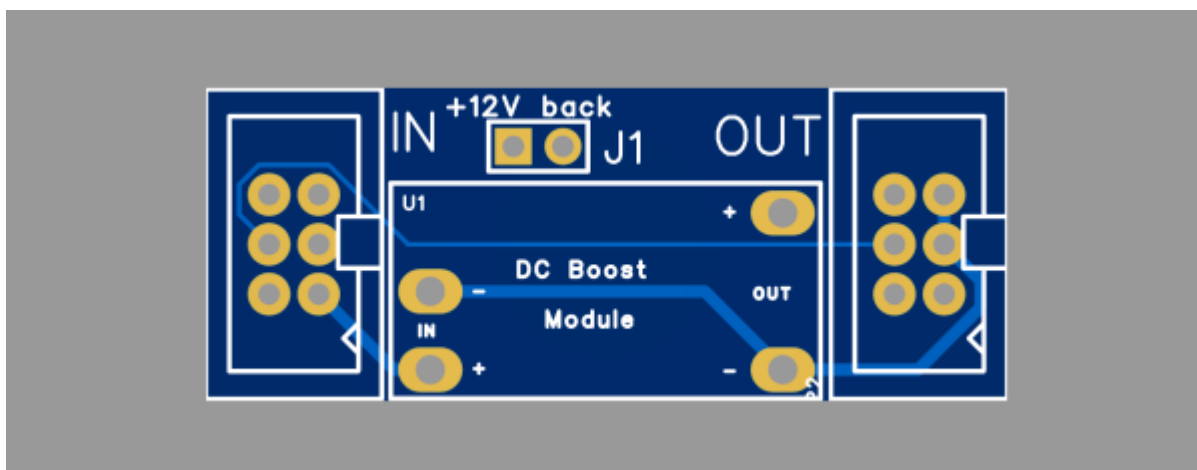 +12V back
IN
J1
OUT
U1
+
DC Boost
-
OUT
Module
IN
+
-